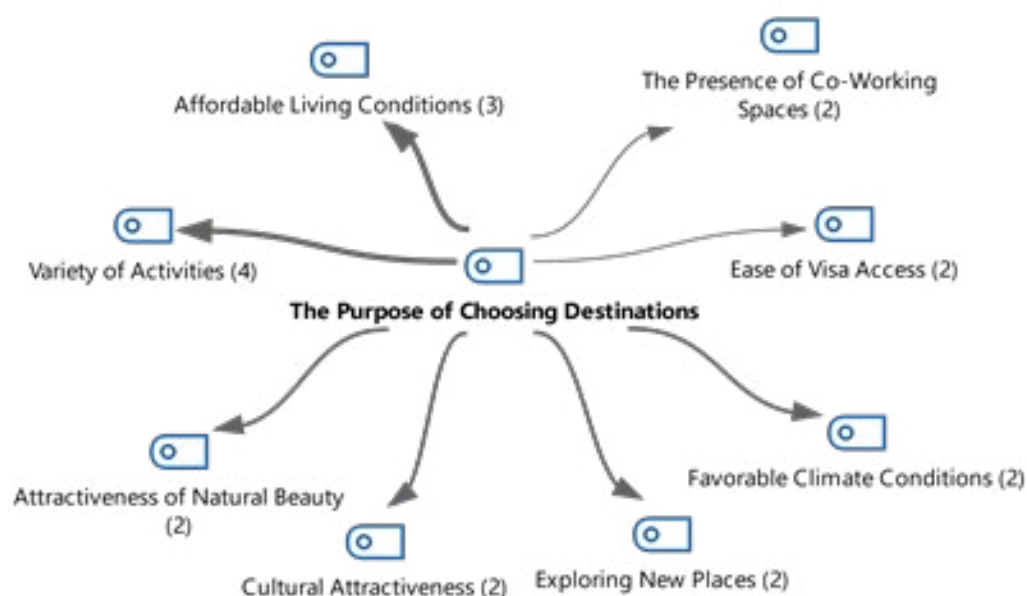 The Presence of Co-Working
Spaces (2)
Affordable Living Conditions (3)
Variety of Activities (4)
Ease of Visa Access (2)
The Purpose of Choosing Destinations
Attractiveness of Natural Beauty
(2)
Favorable Climate Conditions (2)
Cultural Attractiveness (2)
Exploring New Places (2)